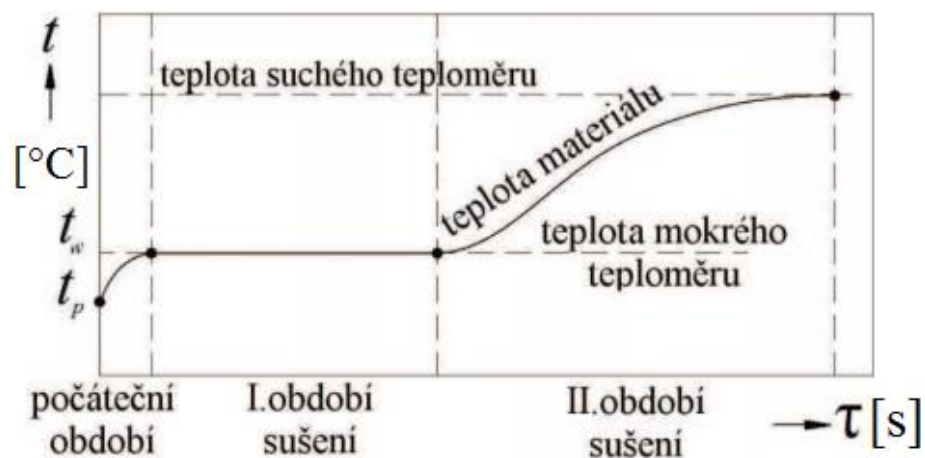 t
[°C]
teplota suchého teploměru
teplota materiálu
t_w
teplota mokrého
teploměru
t_p
počáteční
období
I.období
sušení
II.období
sušení
τ [s]